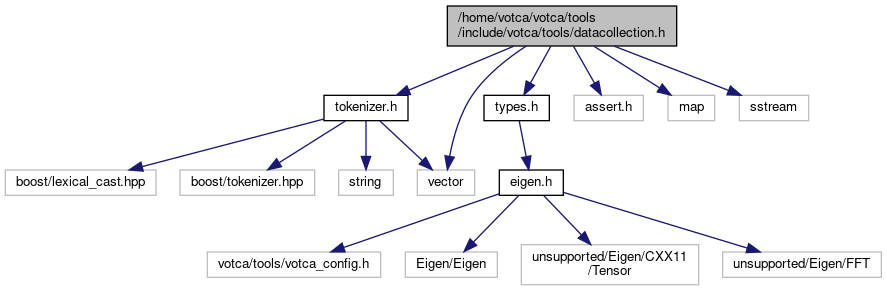 /home/votca/votca/tools
/include/votca/tools/datacollection.h
tokenizer.h
types.h
assert.h
map
sstream
boost/lexical_cast.hpp
boost/tokenizer.hpp
string
vector
eigen.h
votca/tools/votca_config.h
Eigen/Eigen
unsupported/Eigen/CXX11
/Tensor
unsupported/Eigen/FFT